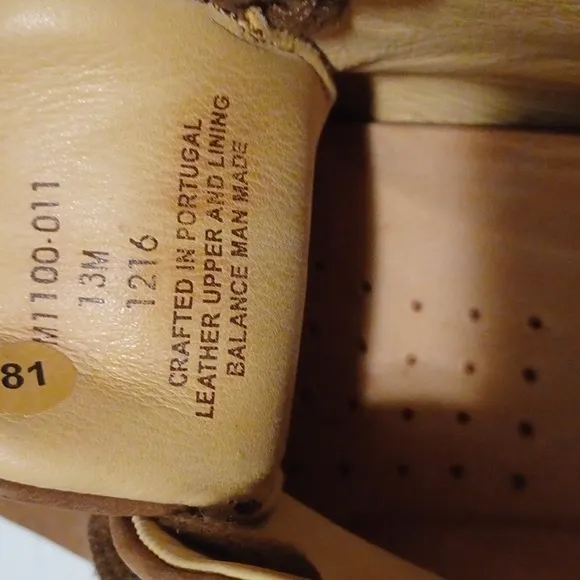 M1100-011
13M
1216
CRAFTED IN PORTUGAL
LEATHER UPPER AND LINING
BALANCE MAN MADE
81